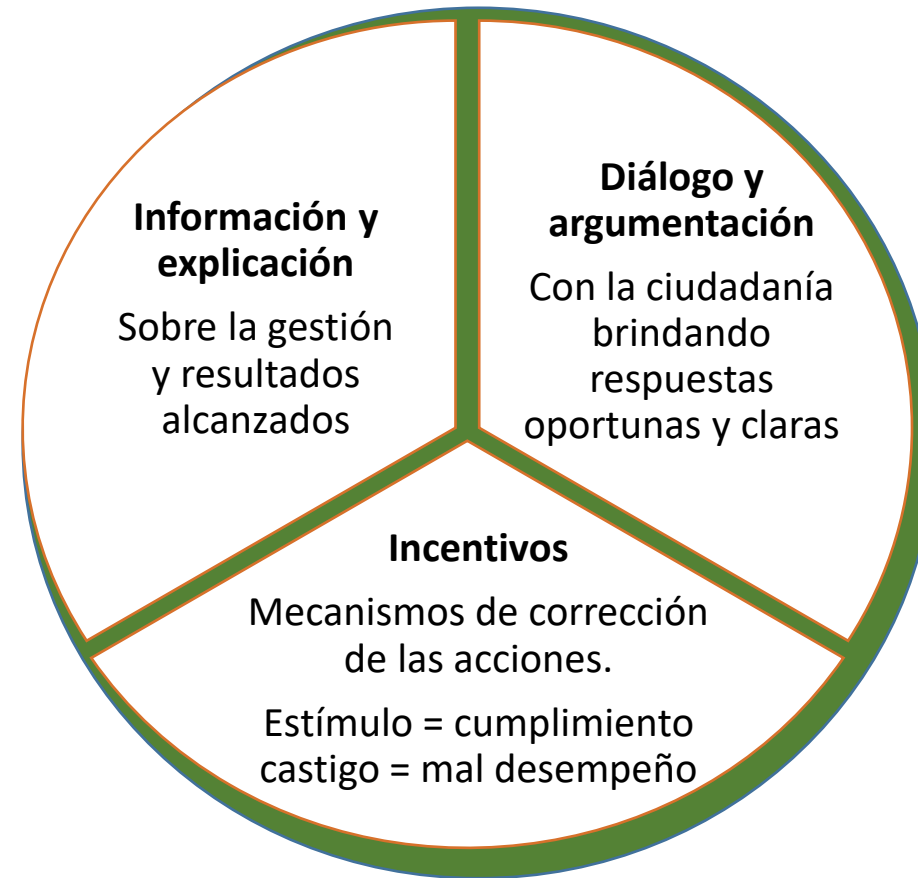 Información y
explicación
Sobre la gestión
y resultados
alcanzados
Diálogo y
argumentación
Con la ciudadanía
brindando
respuestas
oportunas y claras
Incentivos
Mecanismos de corrección
de las acciones.
Estímulo = cumplimiento
castigo = mal desempeño